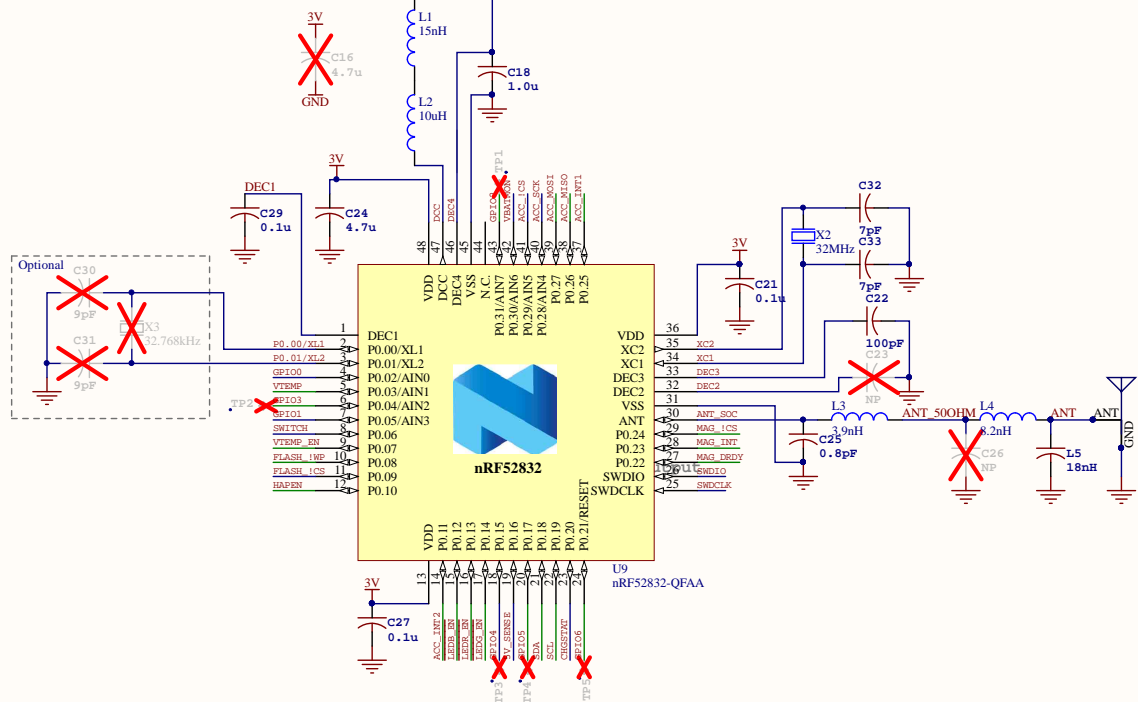 3V
C16
4.7u
GND
L1
15nH
L2
10uH
C18
1.0u
DEC1
C29
0.1u
3V
C24
4.7u
DCC
DEC4
TP1
VBATMON
ACC_!CS
ACC_SCK
ACC_MOSI
ACC_MISO
ACC_INT1
48
47
46
45
44
43
42
41
40
39
38
37
VDD
DCC
DEC4
VSS
N.C.
P0.31/AIN7
P0.30/AIN6
P0.29/AIN5
P0.28/AIN4
P0.27
P0.26
P0.25
Optional
C30
9pF
X3
32.768kHz
C31
9pF
1 DEC1
P0.00/XL1 2 P0.00/XL1
P0.01/XL2 3 P0.01/XL2
GPIO0 4 P0.02/AIN0
VTEMP 5 P0.03/AIN1
TP2 GPIO3 6 P0.04/AIN2
GPIO1 7 P0.05/AIN3
SWITCH 8 P0.06
VTEMP_EN 9 P0.07
FLASH_!WP 10 P0.08
FLASH_!CS 11 P0.09
HAPEN 12 P0.10
nRF52832
VDD 36
XC2 35 XC2
XC1 34 XC1
DEC3 33 DEC3
DEC2 32 DEC2
VSS 31
ANT 30 ANT_SOC
P0.24 29 MAG_!CS
P0.23 28 MAG_INT
P0.22 27 MAG_DRDY
SWDIO 26 SWDIO
SWDCLK 25 SWDCLK
3V
C21
0.1u
X2
32MHz
C32
7pF
C33
7pF
C22
100pF
C23
NP
C25
0.8pF
L3
3.9nH
ANT_50OHM
L4
8.2nH
C26
NP
ANT
L5
18nH
ANT
GND
VDD
P0.11
P0.12
P0.13
P0.14
P0.15
P0.16
P0.17
P0.18
P0.19
P0.20
P0.21/RESET
13
14
15
16
17
18
19
20
21
22
23
24
U9
nRF52832-QFAA
3V
C27
0.1u
ACC_INT2
LEDB_EN
LEDR_EN
LEDG_EN
GPIO4
5V_SENSE
GPIO5
SDA
SCL
CHGSTAT
GPIO6
TP3
TP4
TP5